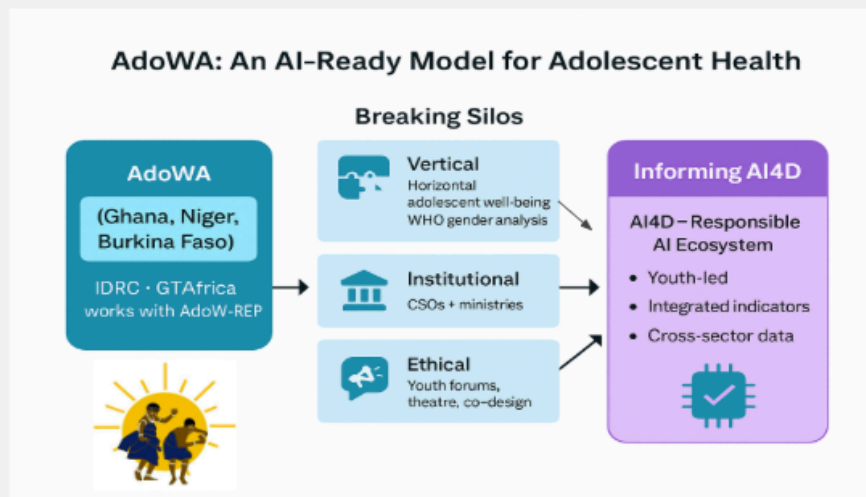 AdoWA: An AI-Ready Model for Adolescent Health
Breaking Silos
AdoWA
(Ghana, Niger,
Burkina Faso)
IDRC · GTAfrica
works with AdoW-REP
Vertical
Horizontal
adolescent well-being
WHO gender analysis
Institutional
CSOs + ministries
Ethical
Youth forums,
theatre, co-design
Informing AI4D
AI4D–Responsible
AI Ecosystem
• Youth-led
• Integrated indicators
• Cross-sector data